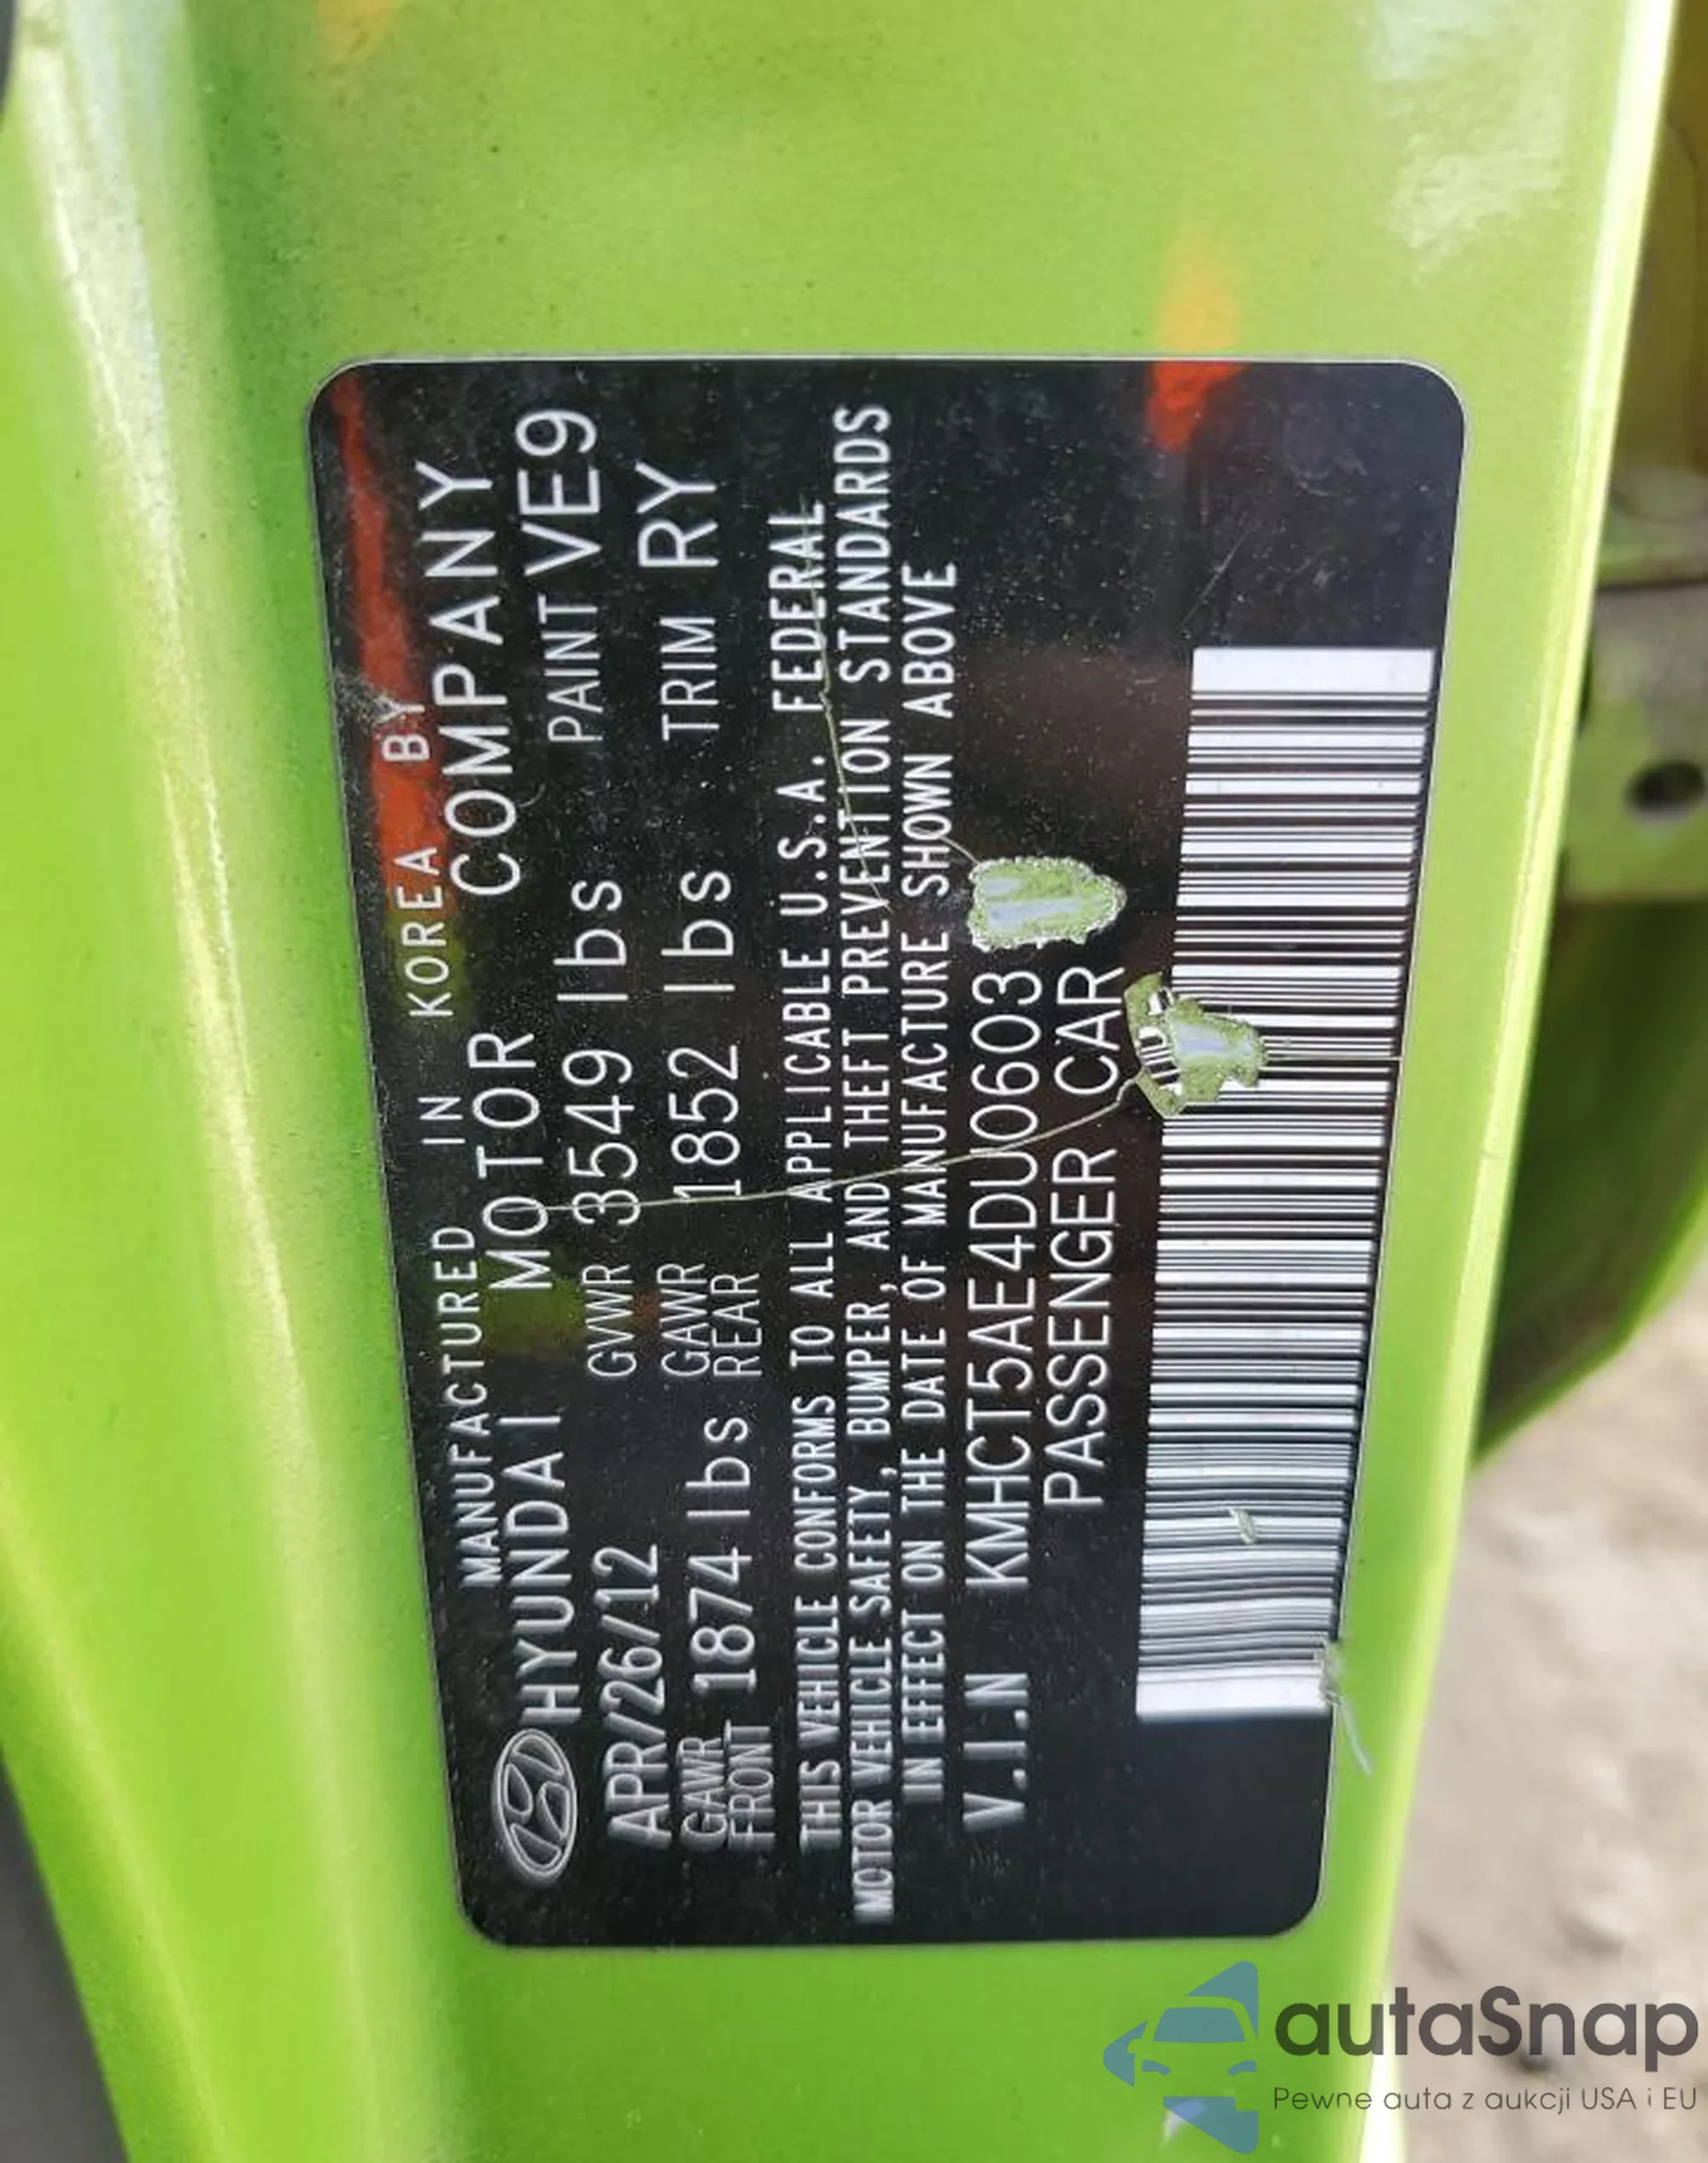 MANUFACTURED IN KOREA BY
HYUNDAI MOTOR COMPANY
APR/26/12 GVWR 3549 lbs PAINT VE9
GAWR FRONT 1874 lbs GAWR REAR 1852 lbs TRIM RY
THIS VEHICLE CONFORMS TO ALL APPLICABLE U.S.A. FEDERAL
MOTOR VEHICLE SAFETY, BUMPER, AND THEFT PREVENTION STANDARDS
IN EFFECT ON THE DATE OF MANUFACTURE SHOWN ABOVE
V.I.N KMHCT5AE4DU0603
PASSENGER CAR
autaSnap
Pewne auta z aukcji USA i EU